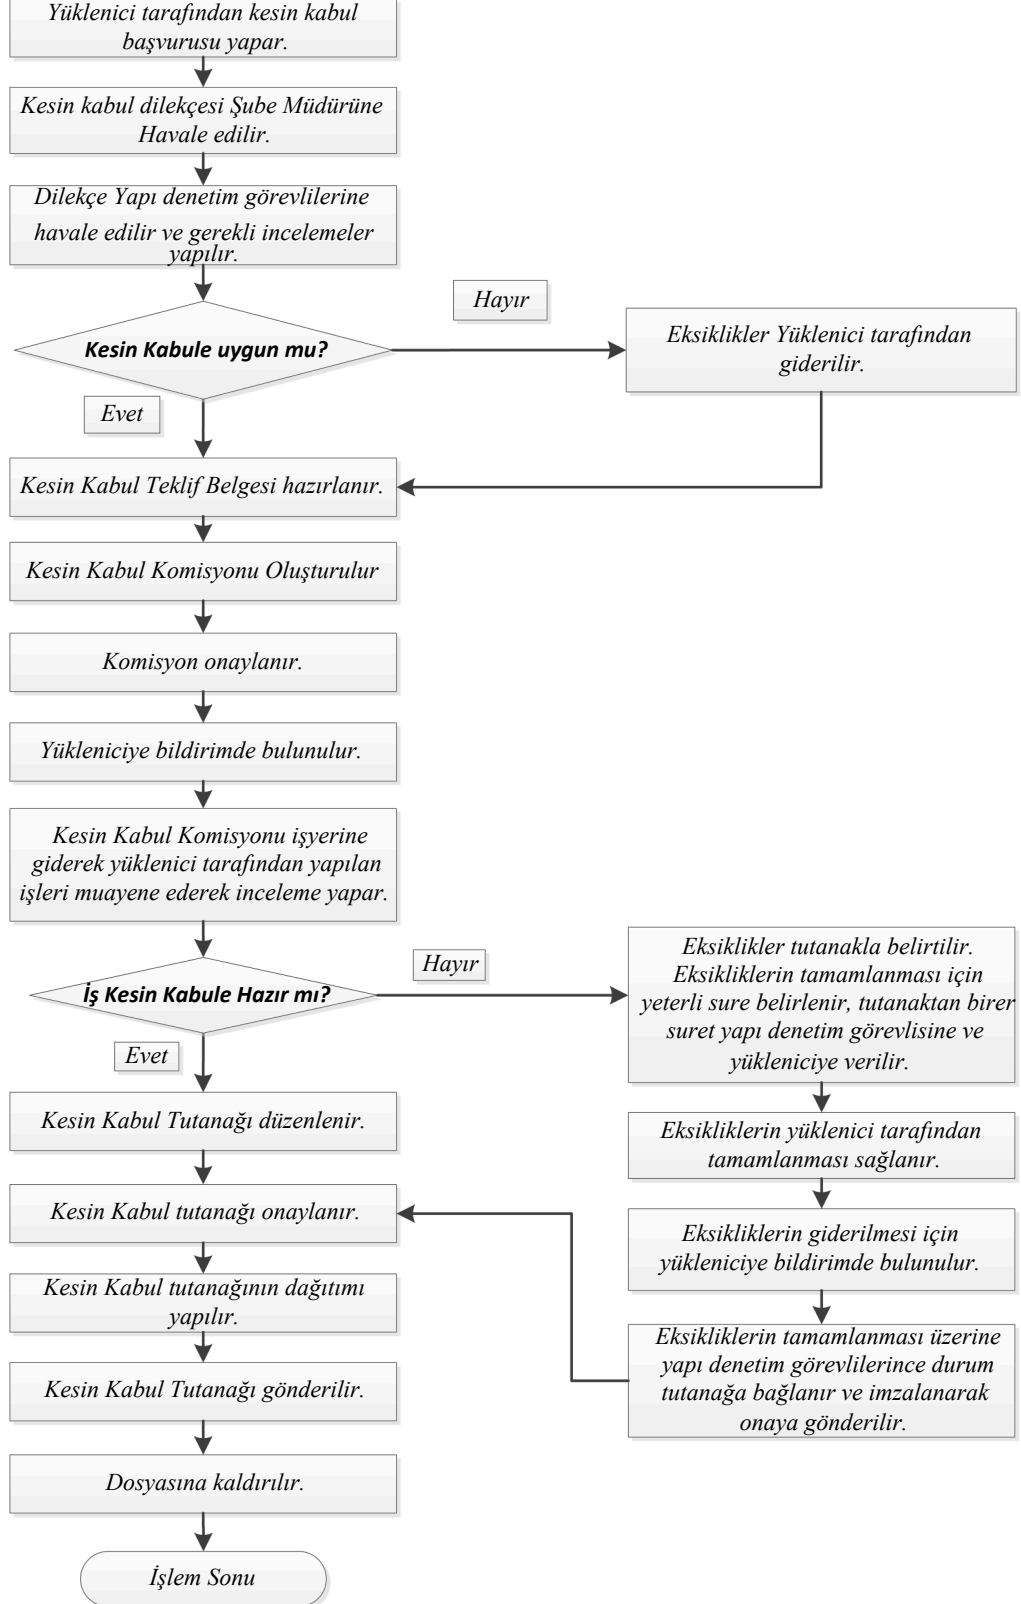 Yüklenici tarafından kesin kabul
başvurusu yapar.
Kesin kabul dilekçesi Şube Müdürüne
Havale edilir.
Dilekçe Yapı denetim görevlilerine
havale edilir ve gerekli incelemeler
yapılır.
Hayır
Kesin Kabule uygun mu?
Eksiklikler Yüklenici tarafından
giderilir.
Evet
Kesin Kabul Teklif Belgesi hazırlanır.
Kesin Kabul Komisyonu Oluşturulur
Komisyon onaylanır.
Yükleniciye bildirimde bulunulur.
Kesin Kabul Komisyonu işyerine
giderek yüklenici tarafından yapılan
işleri muayene ederek inceleme yapar.
Hayır
İş Kesin Kabule Hazır mı?
Eksiklikler tutanakla belirtilir.
Eksikliklerin tamamlanması için
yeterli sure belirlenir, tutanaktan birer
suret yapı denetim görevlisine ve
yükleniciye verilir.
Evet
Kesin Kabul Tutanağı düzenlenir.
Eksikliklerin yüklenici tarafından
tamamlanması sağlanır.
Kesin Kabul tutanağı onaylanır.
Eksikliklerin giderilmesi için
yükleniciye bildirimde bulunulur.
Kesin Kabul tutanağının dağıtımı
yapılır.
Eksikliklerin tamamlanması üzerine
yapı denetim görevlilerince durum
tutanağa bağlanır ve imzalanarak
onaya gönderilir.
Kesin Kabul Tutanağı gönderilir.
Dosyasına kaldırılır.
İşlem Sonu